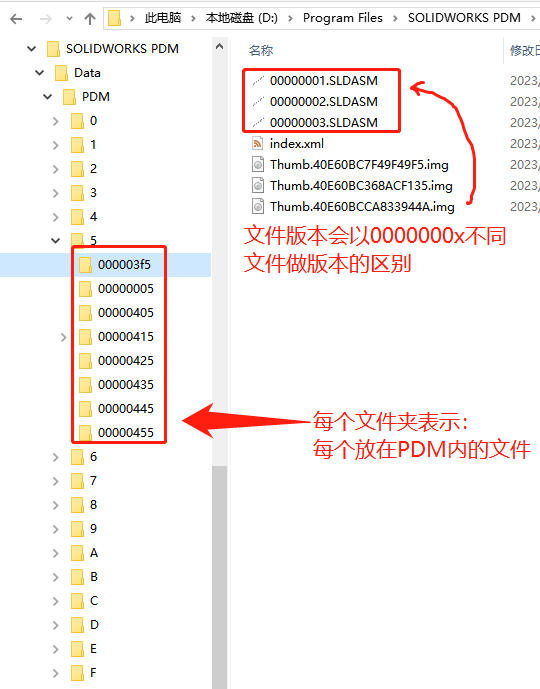 此电脑 > 本地磁盘 (D:) > Program Files > SOLIDWORKS PDM >
SOLIDWORKS PDM
Data
PDM
0
1
2
3
4
5
000003f5
00000005
00000405
00000415
00000425
00000435
00000445
00000455
6
7
8
9
A
B
C
D
E
F
名称
修改日
00000001.SLDASM
2023/
00000002.SLDASM
2023/
00000003.SLDASM
2023/
index.xml
2023/
Thumb.40E60BC7F49F49F5.img
2023/
Thumb.40E60BC368ACF135.img
2023/
Thumb.40E60BCCA833944A.img
2023/
文件版本会以0000000x不同
文件做版本的区别
每个文件夹表示：
每个放在PDM内的文件